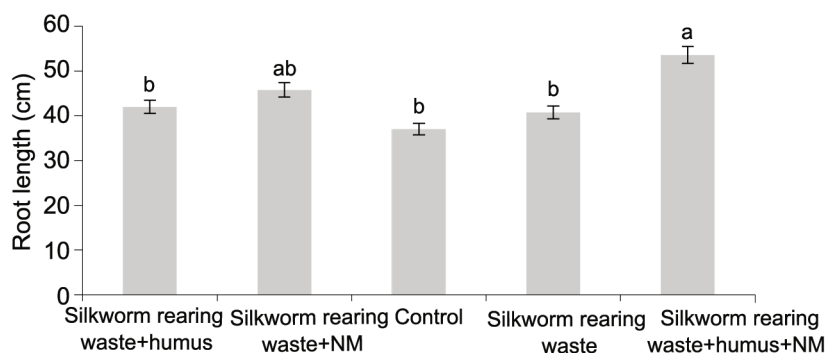 Root length (cm)
60
50
40
30
20
10
0
b
ab
b
b
a
Silkworm rearing
waste+humus
Silkworm rearing
waste+NM
Control
Silkworm rearing
waste
Silkworm rearing
waste+humus+NM